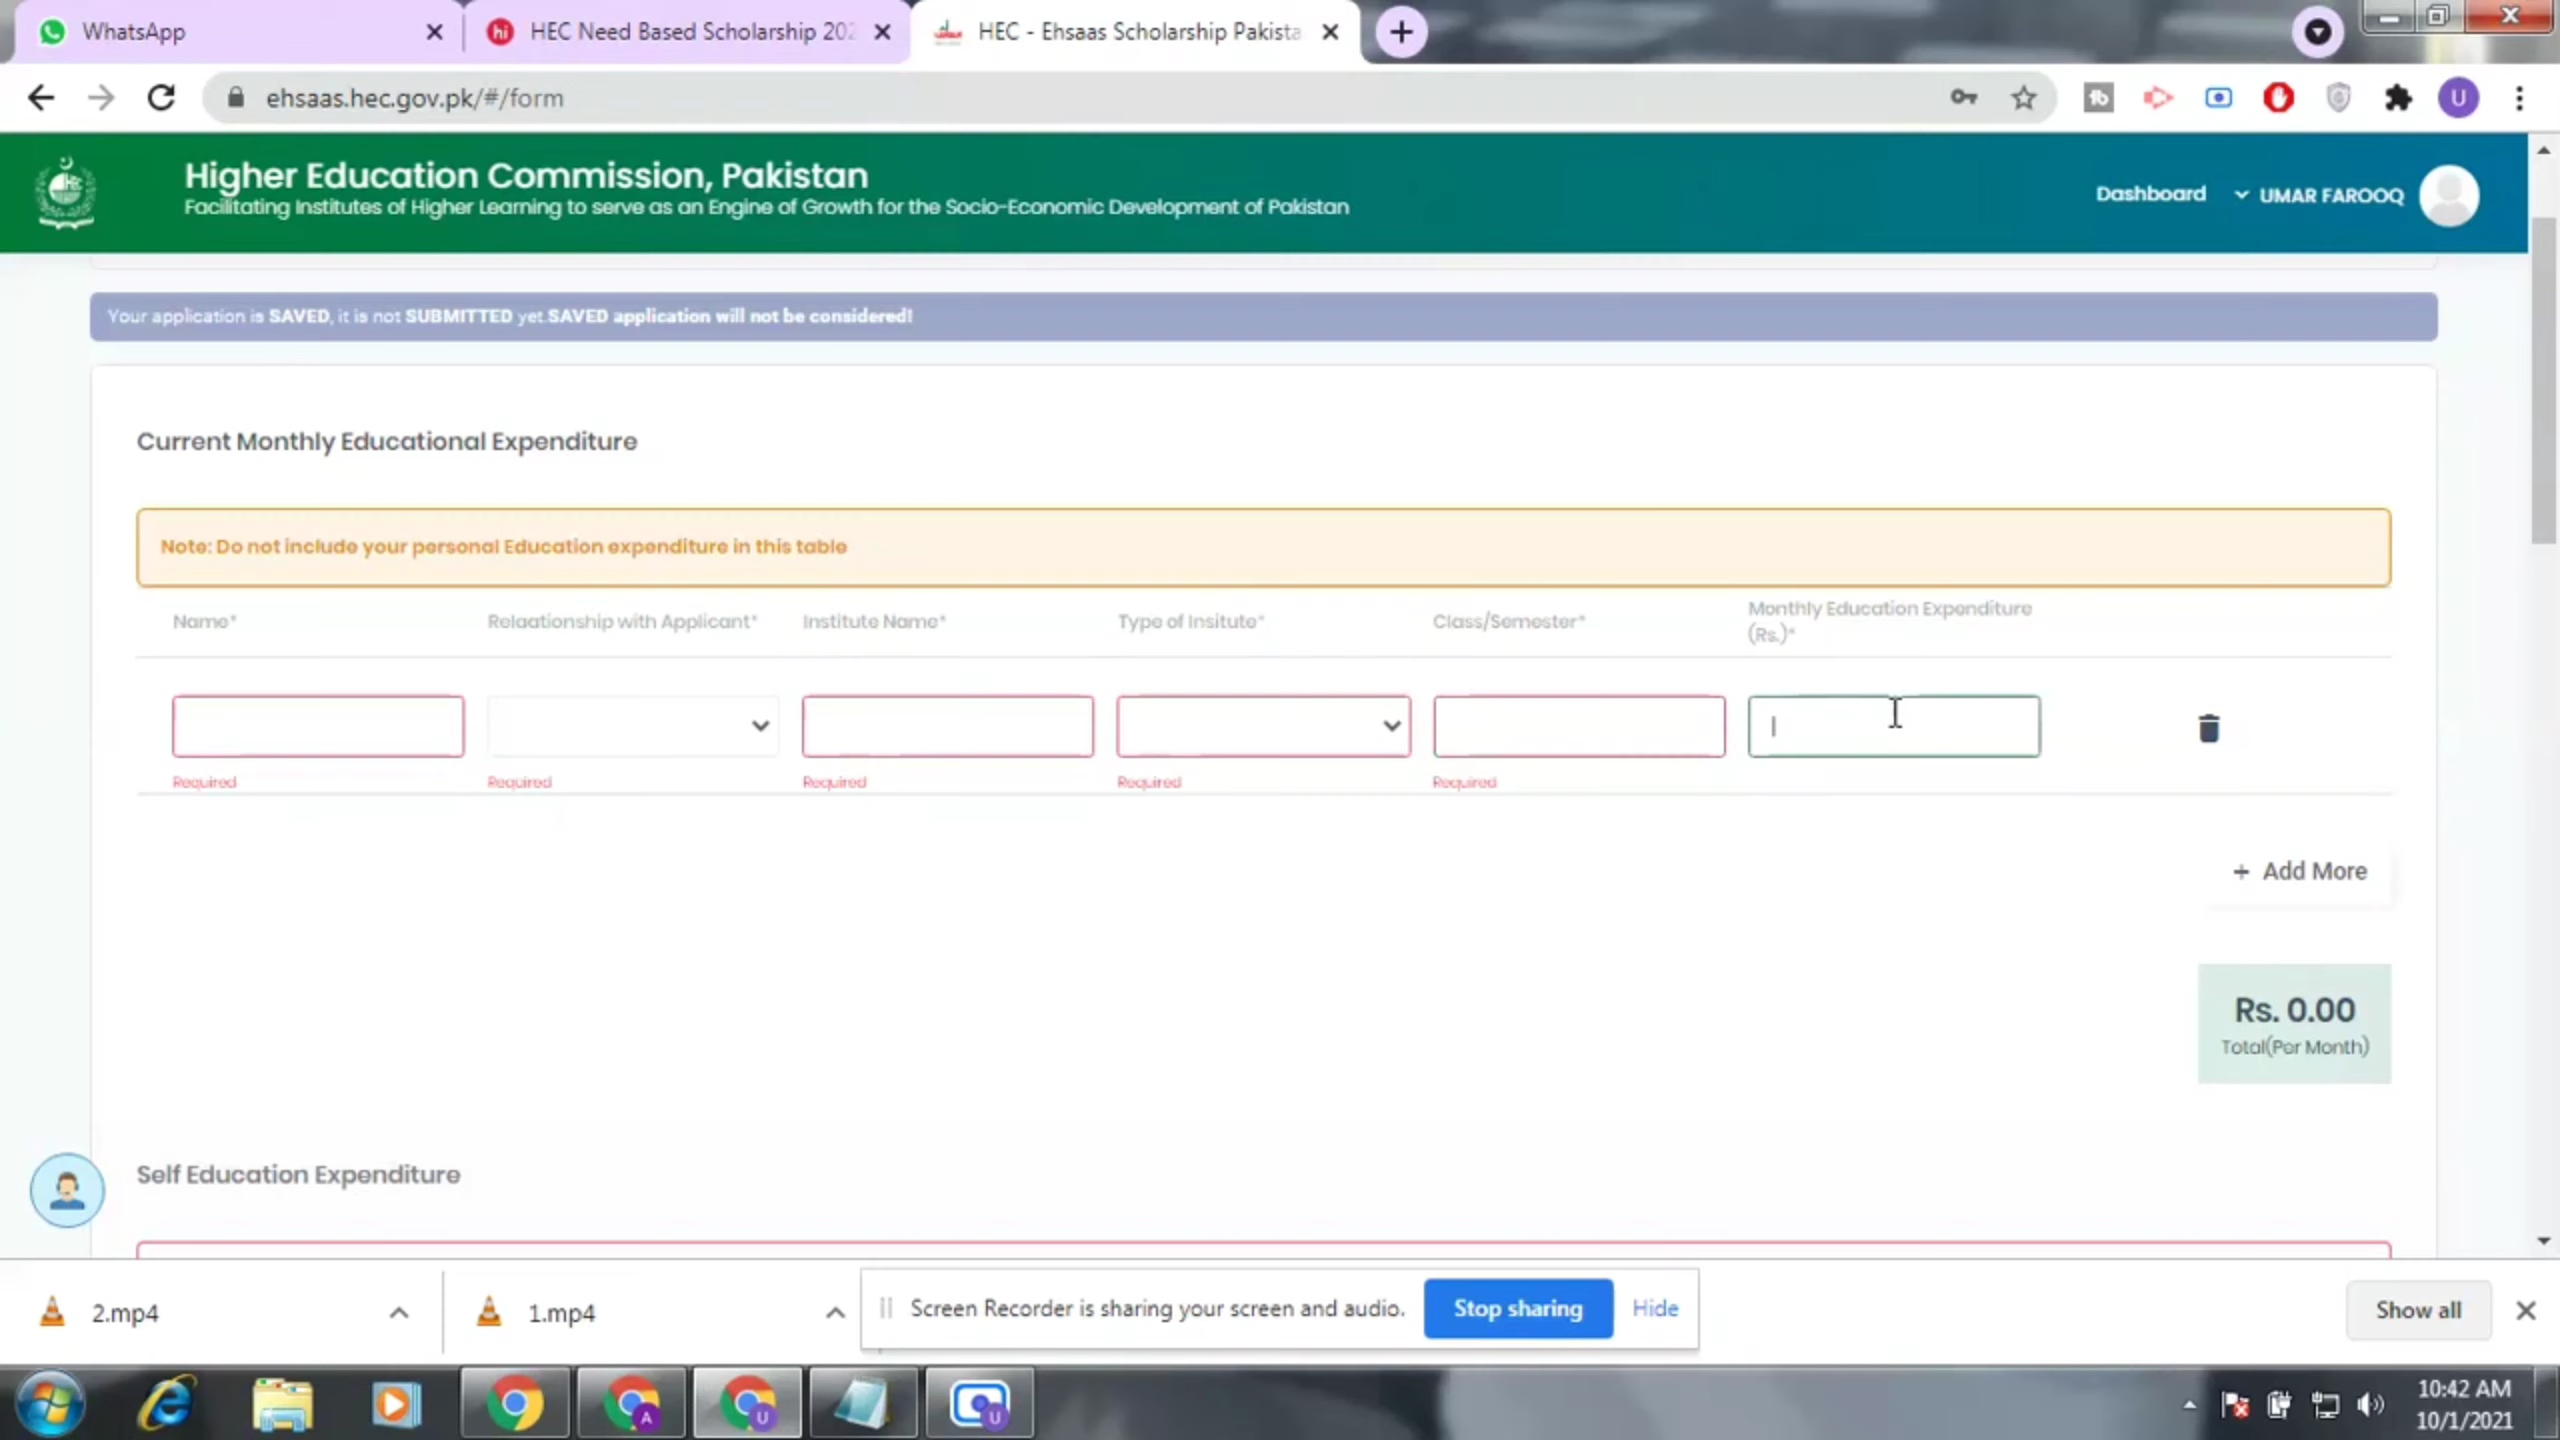 WhatsApp
HEC Need Based Scholarship 202
HEC - Ehsaas Scholarship Pakista
ehsaas.hec.gov.pk/#/form
U
Higher Education Commission, Pakistan
Facilitating Institutes of Higher Learning to serve as an Engine of Growth for the Socio-Economic Development of Pakistan
Dashboard
UMAR FAROOQ
Your application is SAVED, it is not SUBMITTED yet.SAVED application will not be considered!
Current Monthly Educational Expenditure
Note: Do not include your personal Education expenditure in this table
Name*
Relaationship with Applicant*
Institute Name*
Type of Insitute*
Class/Semester*
Monthly Education Expenditure
(Rs.)*
Required
Required
Required
Required
Required
+ Add More
Rs. 0.00
Total(Per Month)
Self Education Expenditure
2.mp4
1.mp4
Screen Recorder is sharing your screen and audio.
Stop sharing
Hide
Show all
A
U
U
10:42 AM
10/1/2021